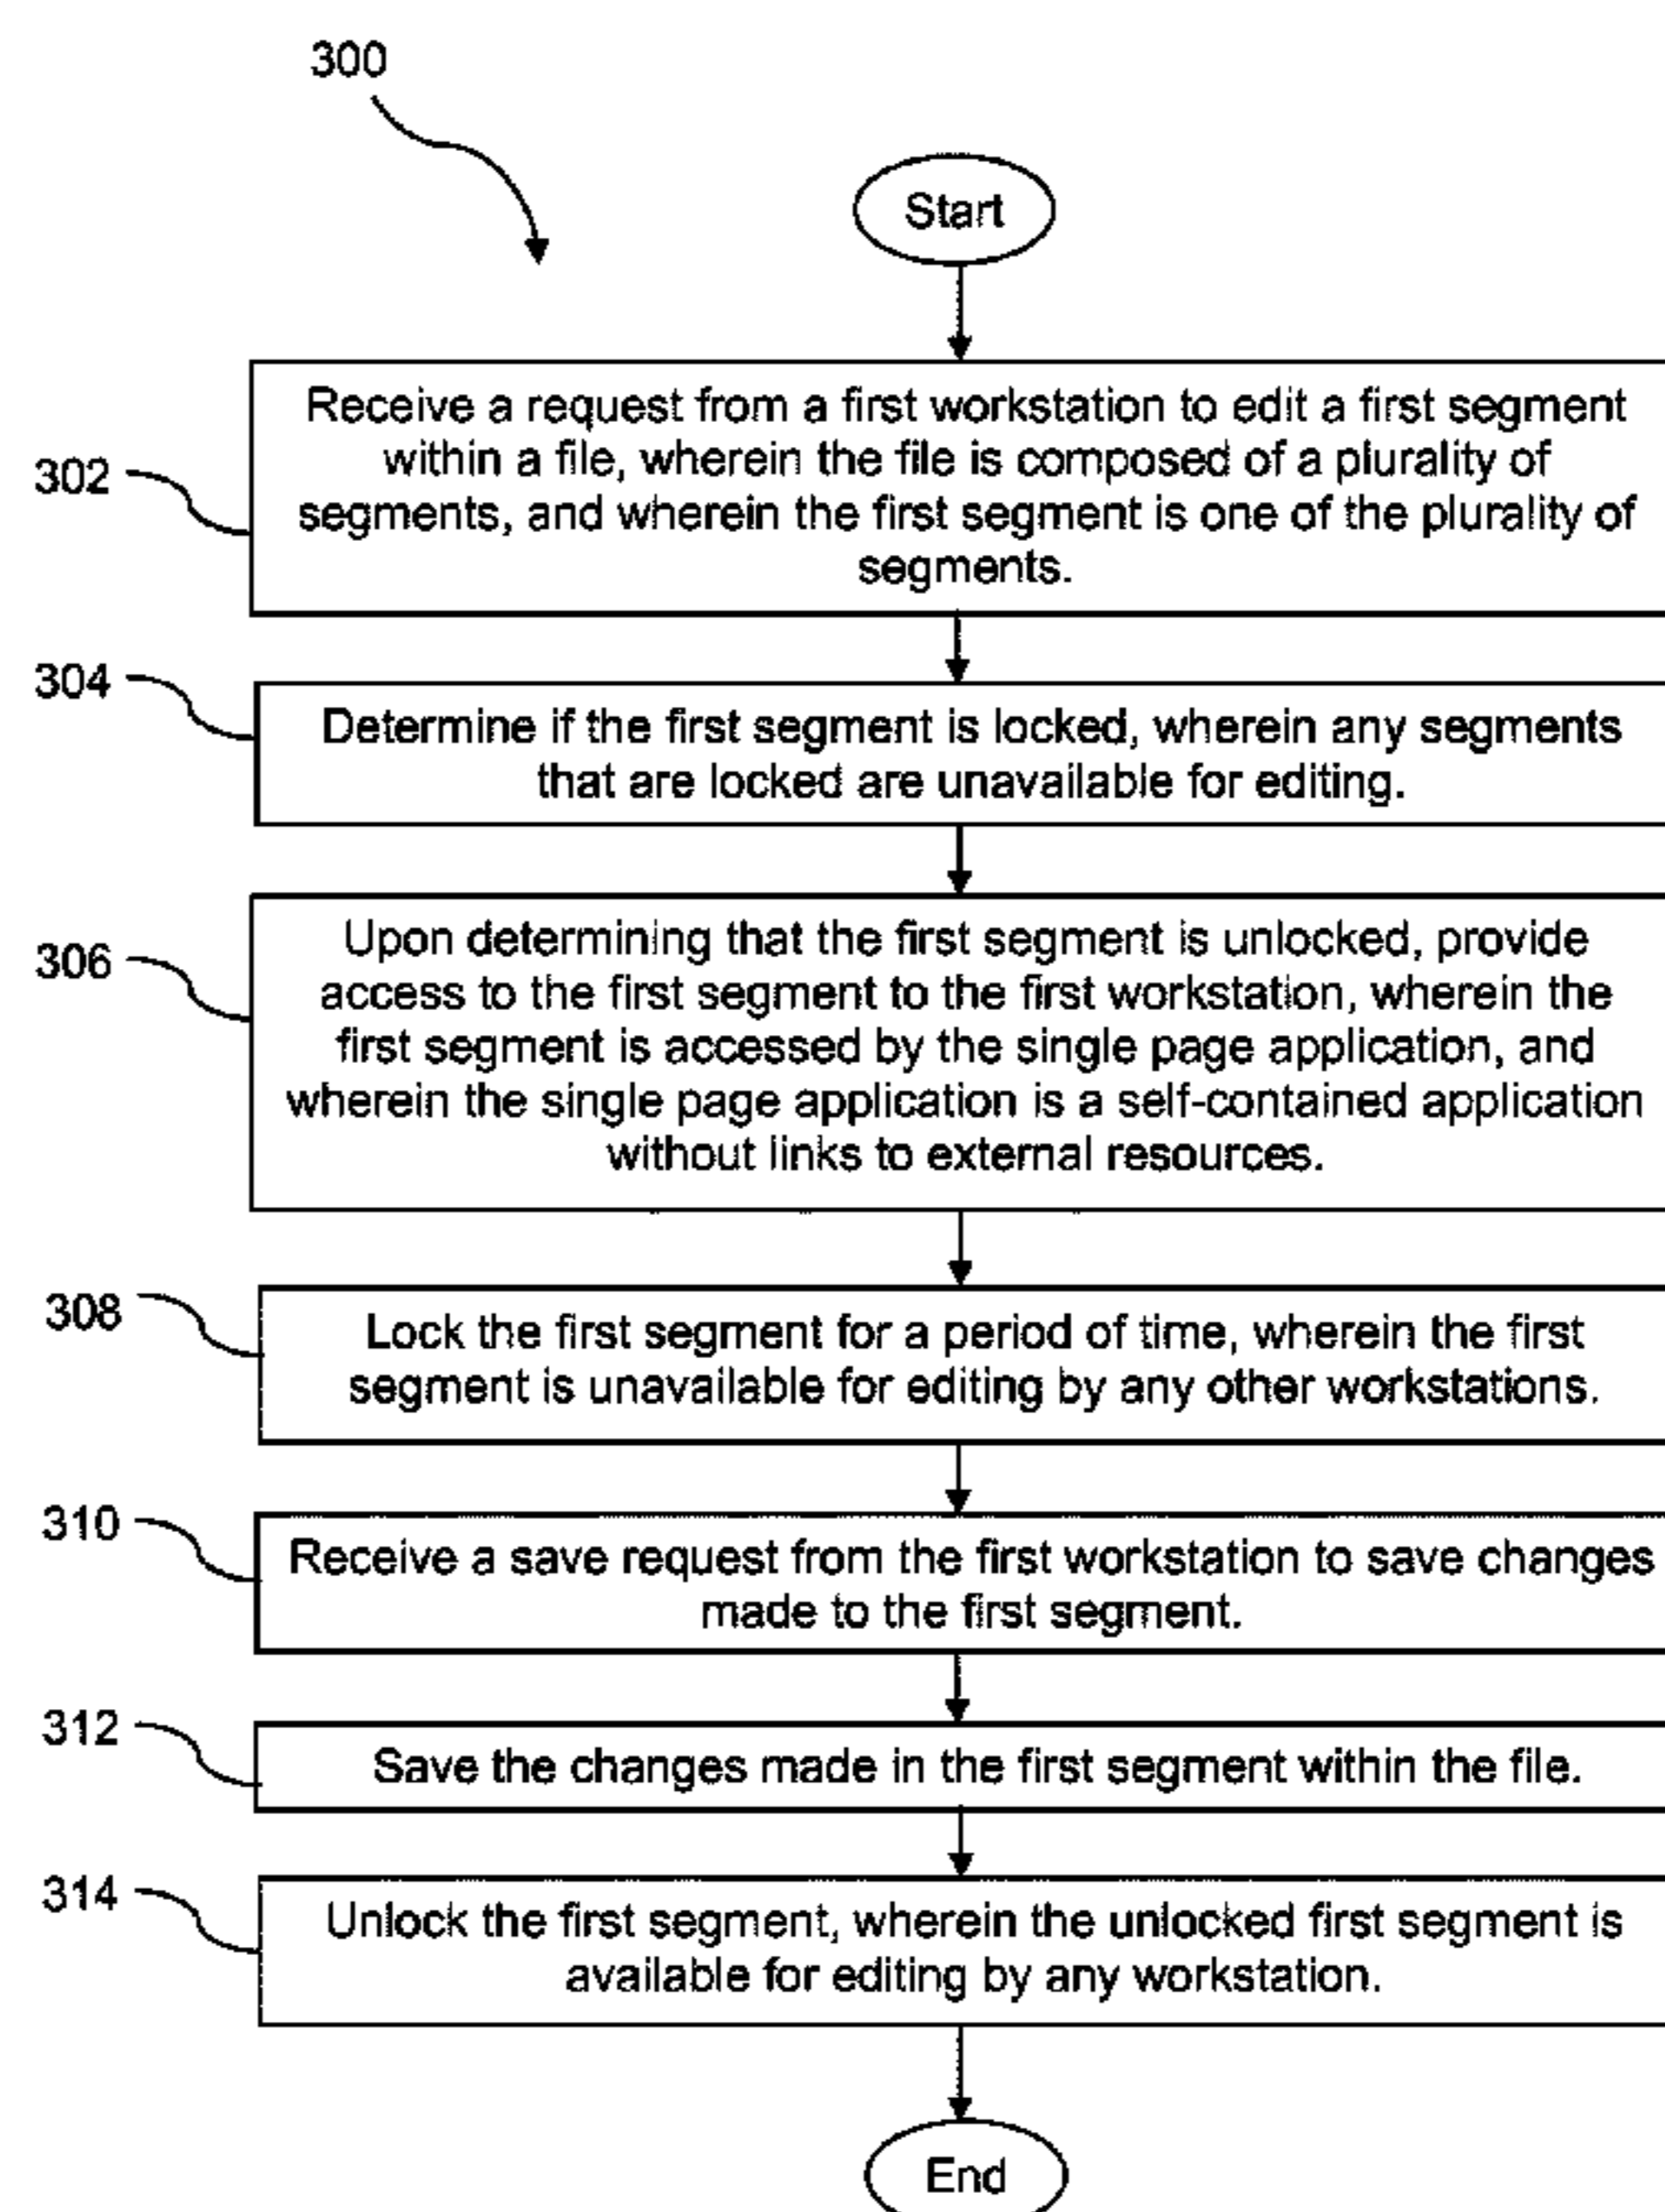 300
Start
302
Receive a request from a first workstation to edit a first segment
within a file, wherein the file is composed of a plurality of
segments, and wherein the first segment is one of the plurality of
segments.
304
Determine if the first segment is locked, wherein any segments
that are locked are unavailable for editing.
306
Upon determining that the first segment is unlocked, provide
access to the first segment to the first workstation, wherein the
first segment is accessed by the single page application, and
wherein the single page application is a self-contained application
without links to external resources.
308
Lock the first segment for a period of time, wherein the first
segment is unavailable for editing by any other workstations.
310
Receive a save request from the first workstation to save changes
made to the first segment.
312
Save the changes made in the first segment within the file.
314
Unlock the first segment, wherein the unlocked first segment is
available for editing by any workstation.
End